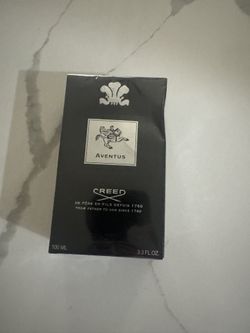 AVENTUS
CREED
DE PÈRE EN FILS DEPUIS 1760
FROM FATHER TO SON SINCE 1760
100 ML 3.3 FL.OZ.